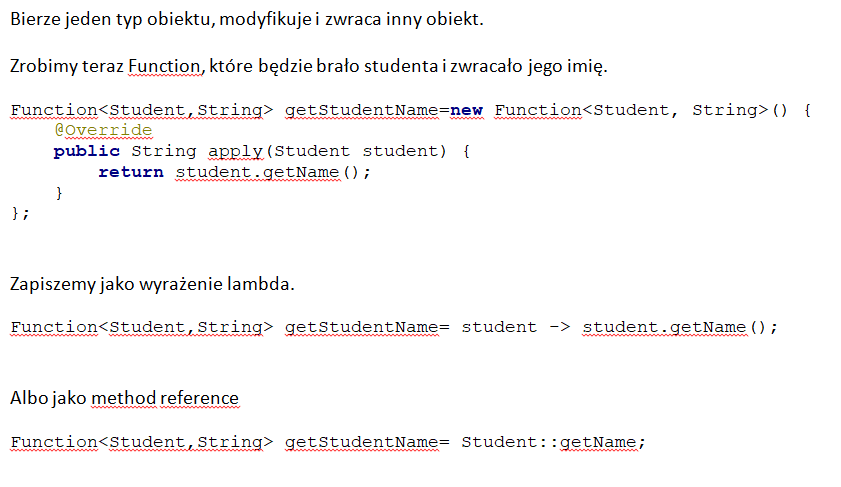 Bierze jeden typ obiektu, modyfikuje i zwraca inny obiekt.
Zrobimy teraz Function, które będzie brało studenta i zwracało jego imię.
Function<Student,String> getStudentName=new Function<Student, String>() {
    @Override
    public String apply(Student student) {
        return student.getName();
    }
};
Zapiszemy jako wyrażenie lambda.
Function<Student,String> getStudentName= student -> student.getName();
Albo jako method reference
Function<Student,String> getStudentName= Student::getName;